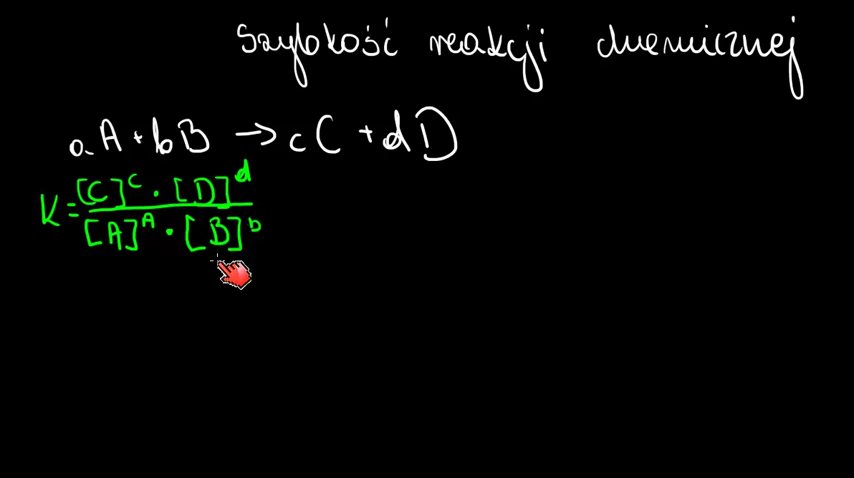 Szybkość reakcji chemicznej
aA + bB → cC + dD
K = [C]^c · [D]^d
[A]^A · [B]^b